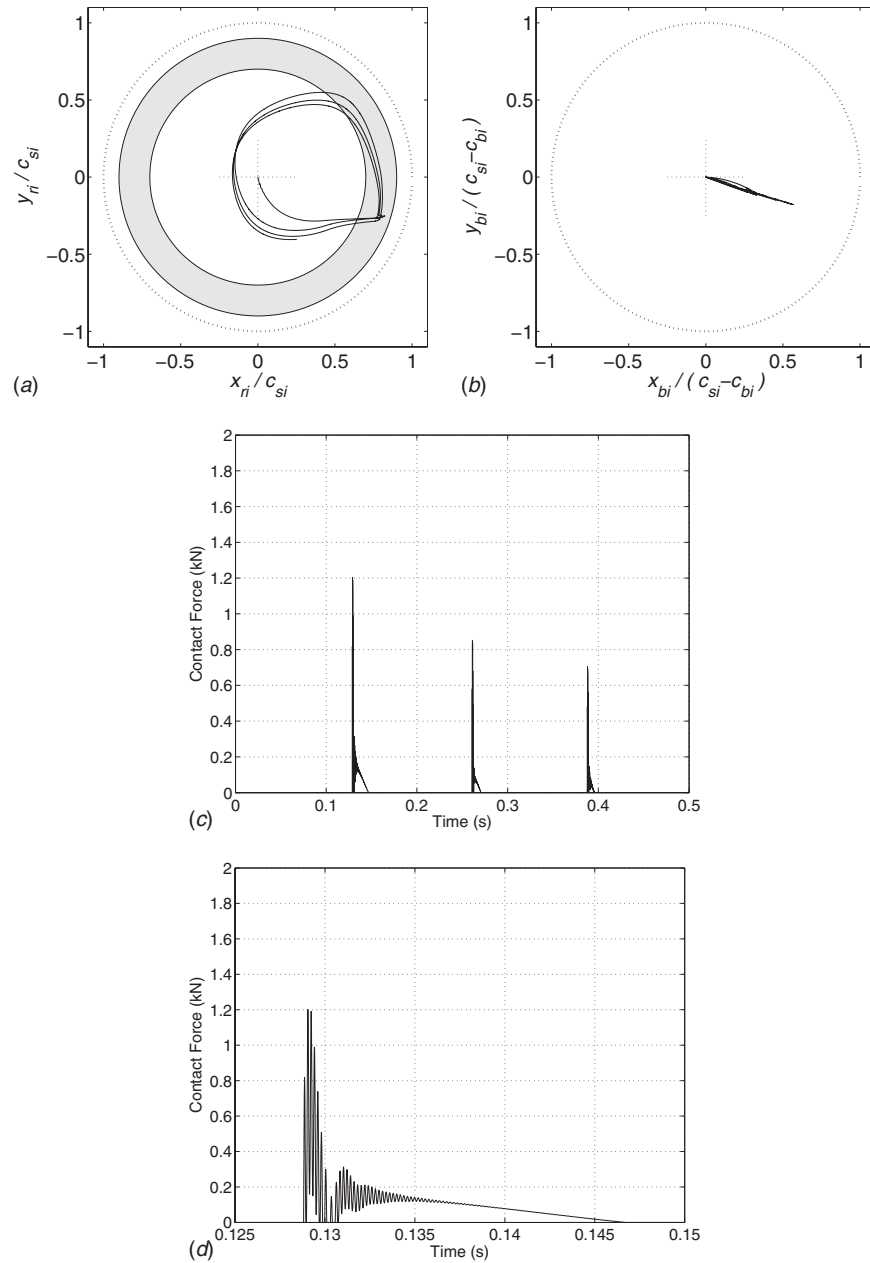 1
0.5
0
−0.5
−1
y_ri / c_si
−1 −0.5 0 0.5 1
(a) x_ri / c_si
1
0.5
0
−0.5
−1
y_bi / ( c_si–c_bi )
−1 −0.5 0 0.5 1
(b) x_bi / ( c_si–c_bi )
2
1.8
1.6
1.4
1.2
1
0.8
0.6
0.4
0.2
0
Contact Force (kN)
0 0.1 0.2 0.3 0.4 0.5
(c) Time (s)
2
1.8
1.6
1.4
1.2
1
0.8
0.6
0.4
0.2
0
Contact Force (kN)
0.125 0.13 0.135 0.14 0.145 0.15
(d) Time (s)